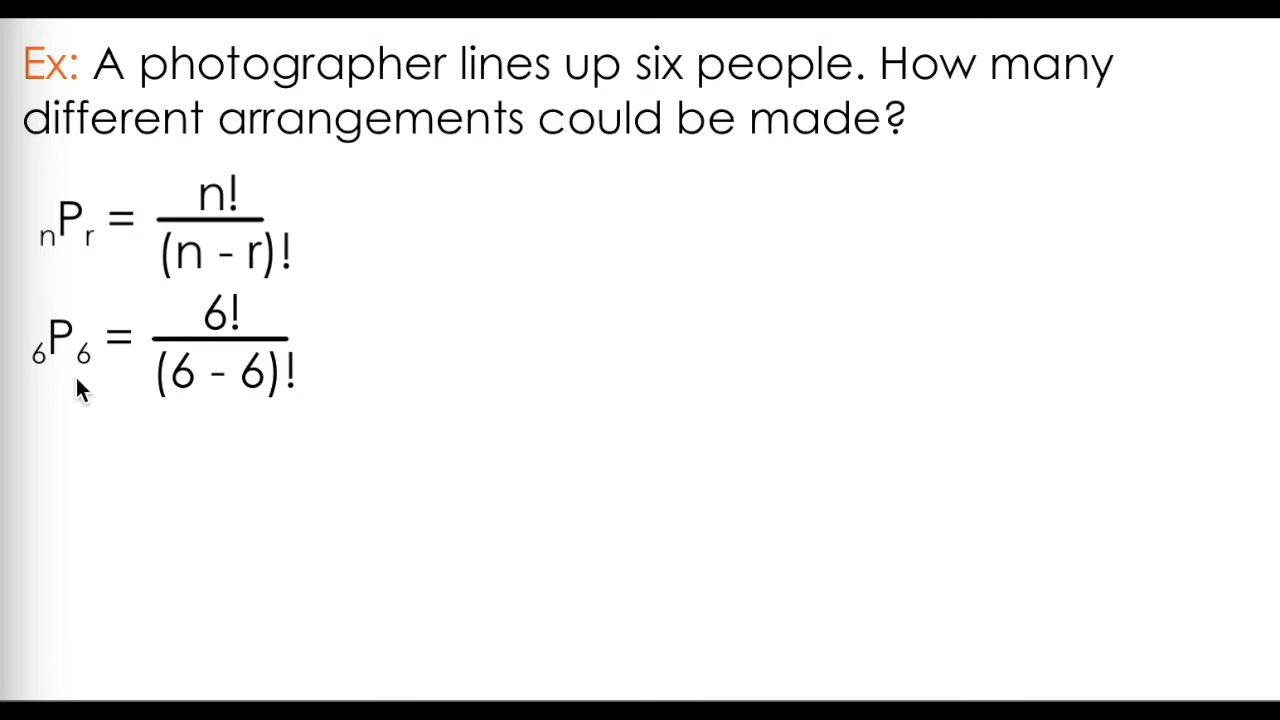 Ex: A photographer lines up six people. How many
different arrangements could be made?
nPr = n!
(n - r)!
6P6 = 6!
(6 - 6)!